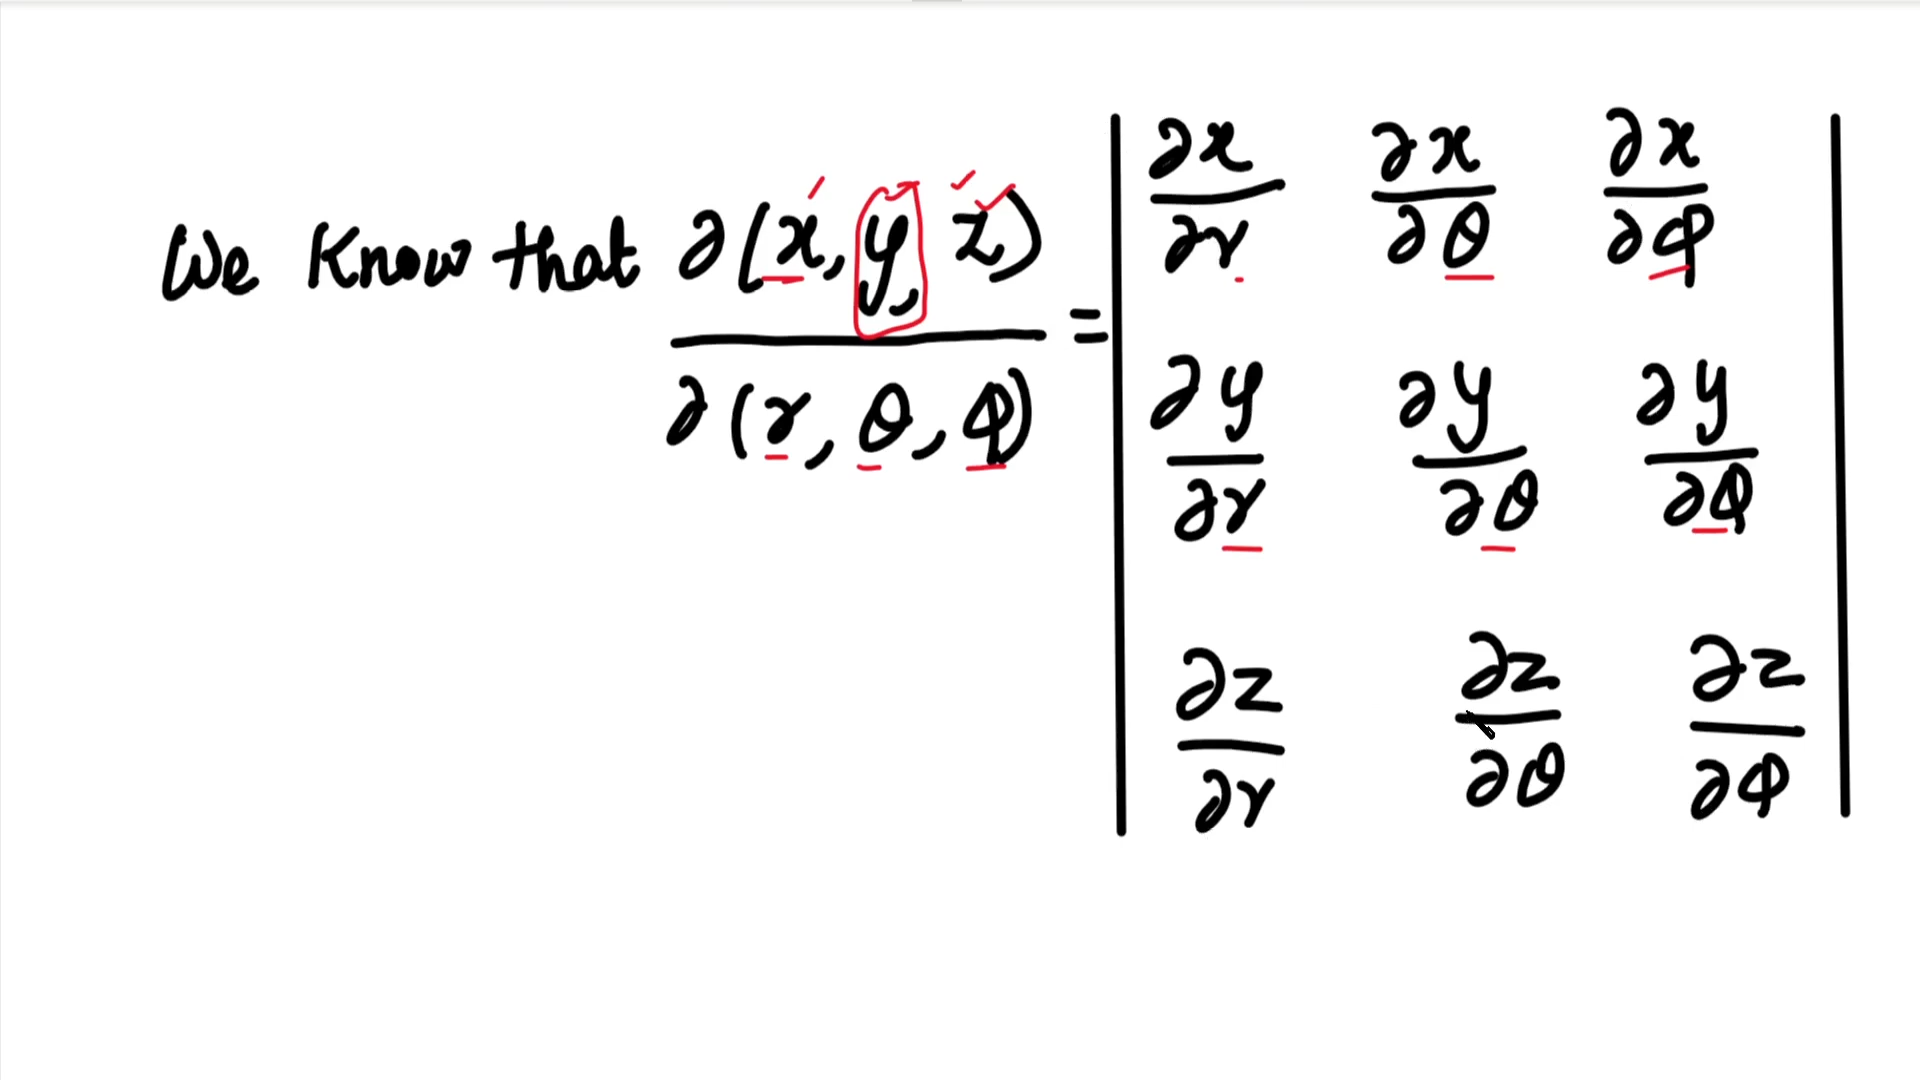 We Know that ∂(x, y, z) / ∂(r, θ, φ) = | ∂x/∂r ∂x/∂θ ∂x/∂φ |
| ∂y/∂r ∂y/∂θ ∂y/∂φ |
| ∂z/∂r ∂z/∂θ ∂z/∂φ |